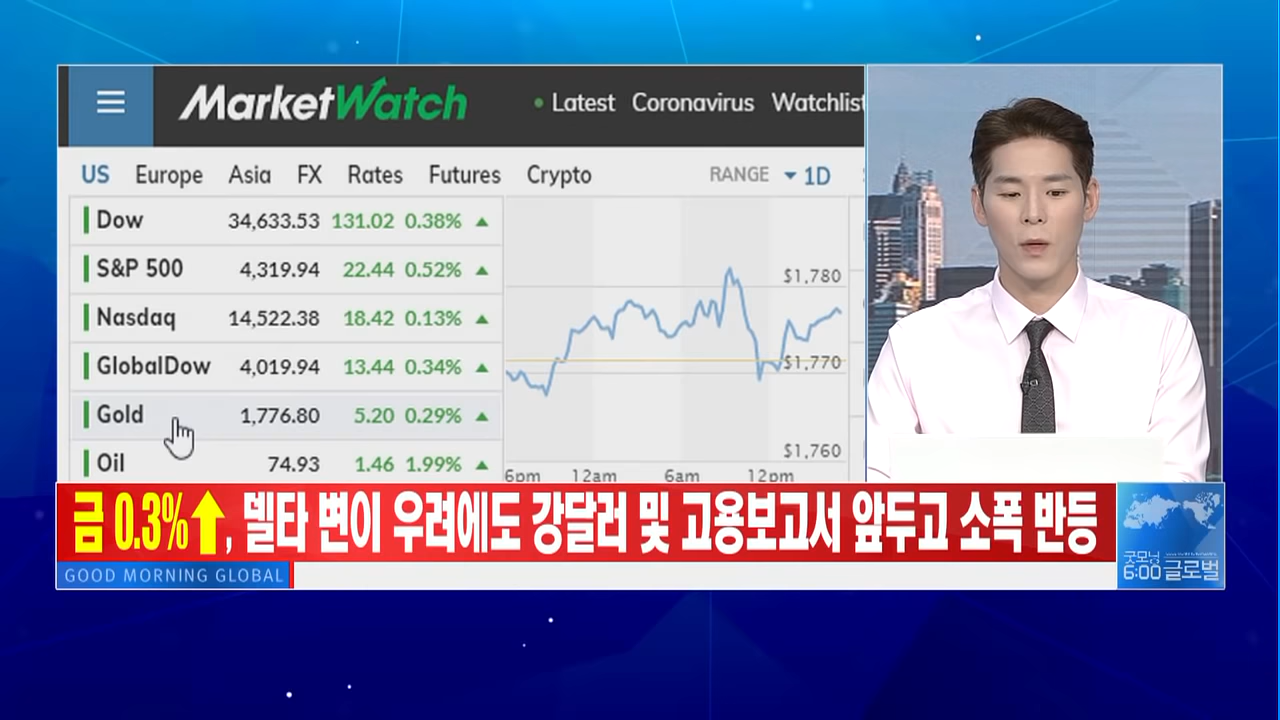 MarketWatch
Latest Coronavirus Watchlist
US Europe Asia FX Rates Futures Crypto RANGE 1D
Dow 34,633.53 131.02 0.38%
S&P 500 4,319.94 22.44 0.52%
Nasdaq 14,522.38 18.42 0.13%
GlobalDow 4,019.94 13.44 0.34%
Gold 1,776.80 5.20 0.29%
Oil 74.93 1.46 1.99%
$1,780
$1,770
$1,760
6pm 12am 6am 12pm
금 0.3%↑, 델타 변이 우려에도 강달러 및 고용보고서 앞두고 소폭 반등
GOOD MORNING GLOBAL
굿모닝
6:00 글로벌